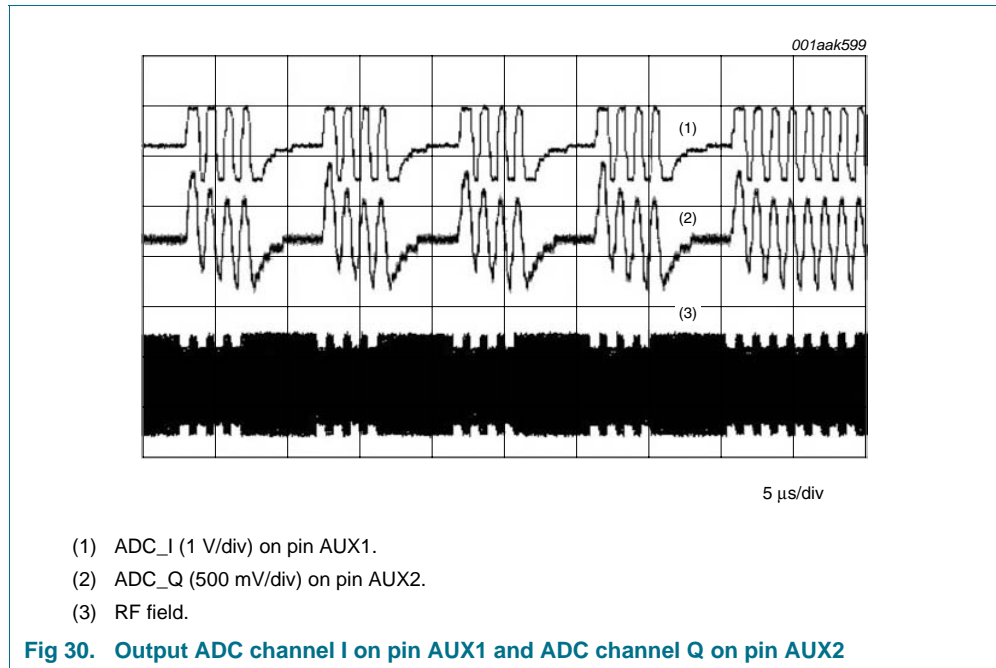 001aak599
(1)
(2)
(3)
5 μs/div
(1) ADC_I (1 V/div) on pin AUX1.
(2) ADC_Q (500 mV/div) on pin AUX2.
(3) RF field.
Fig 30. Output ADC channel I on pin AUX1 and ADC channel Q on pin AUX2